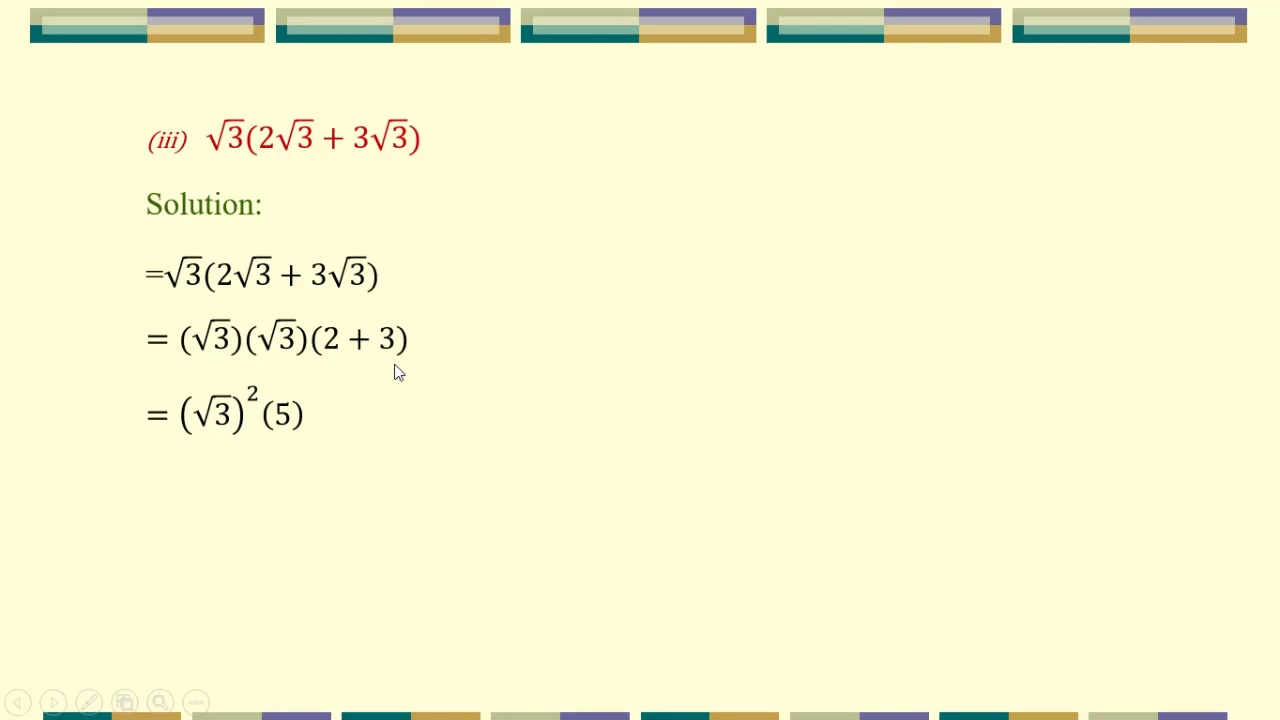 (iii) √3(2√3 + 3√3)
Solution:
=√3(2√3 + 3√3)
= (√3)(√3)(2 + 3)
= (√3)²(5)